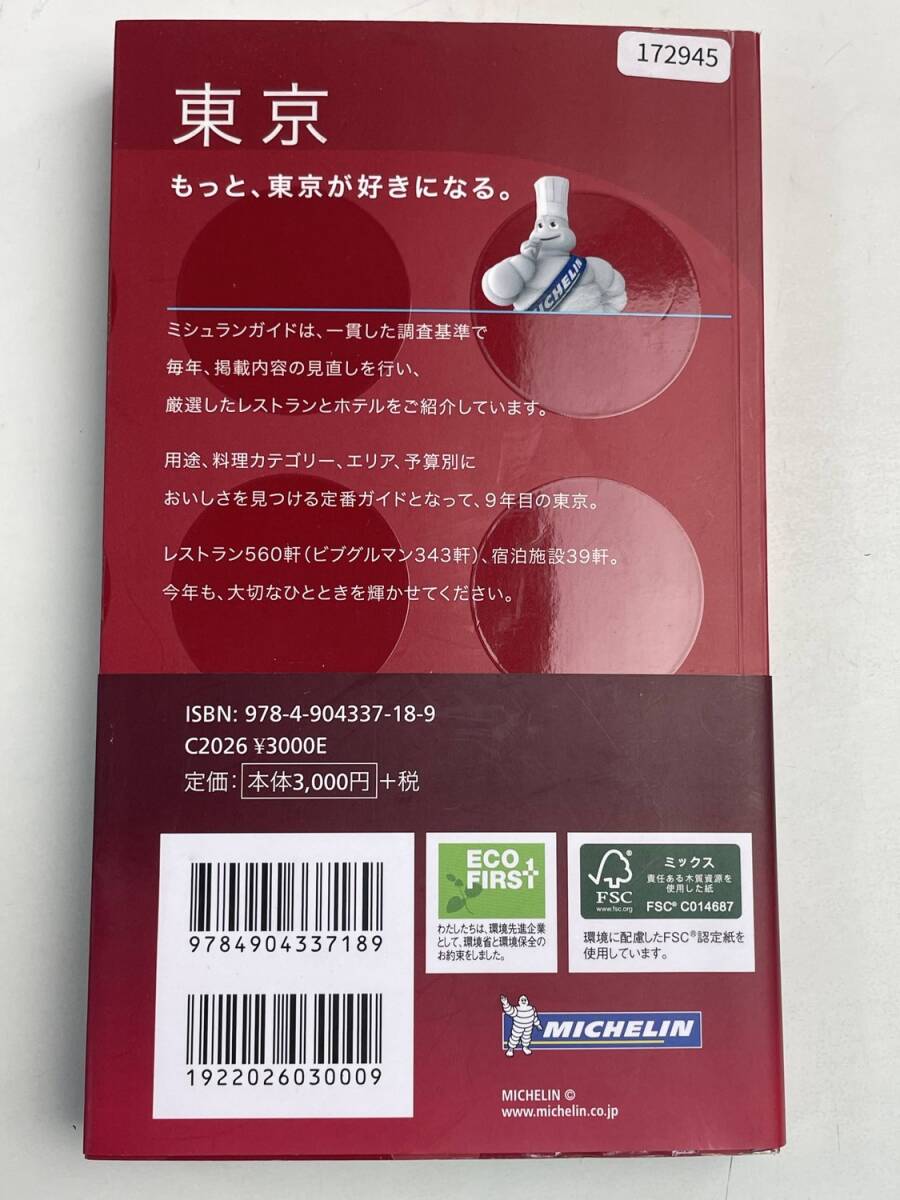 172945
東京
もっと、東京が好きになる。
MICHELIN
ミシュランガイドは、一貫した調査基準で
毎年、掲載内容の見直しを行い、
厳選したレストランとホテルをご紹介しています。
用途、料理カテゴリー、エリア、予算別に
おいしさを見つける定番ガイドとなって、9年目の東京。
レストラン560軒（ビブグルマン343軒）、宿泊施設39軒。
今年も、大切なひとときを輝かせてください。
ISBN: 978-4-904337-18-9
C2026 ¥3000E
定価：本体3,000円＋税
9784904337189
1922026030009
ECO
FIRST
わたしたちは、環境先進企業
として、環境省と環境保全の
お約束をしました。
FSC
www.fsc.org
ミックス
責任ある木質資源を
使用した紙
FSC® C014687
環境に配慮したFSC®認定紙を
使用しています。
MICHELIN
MICHELIN ©
www.michelin.co.jp